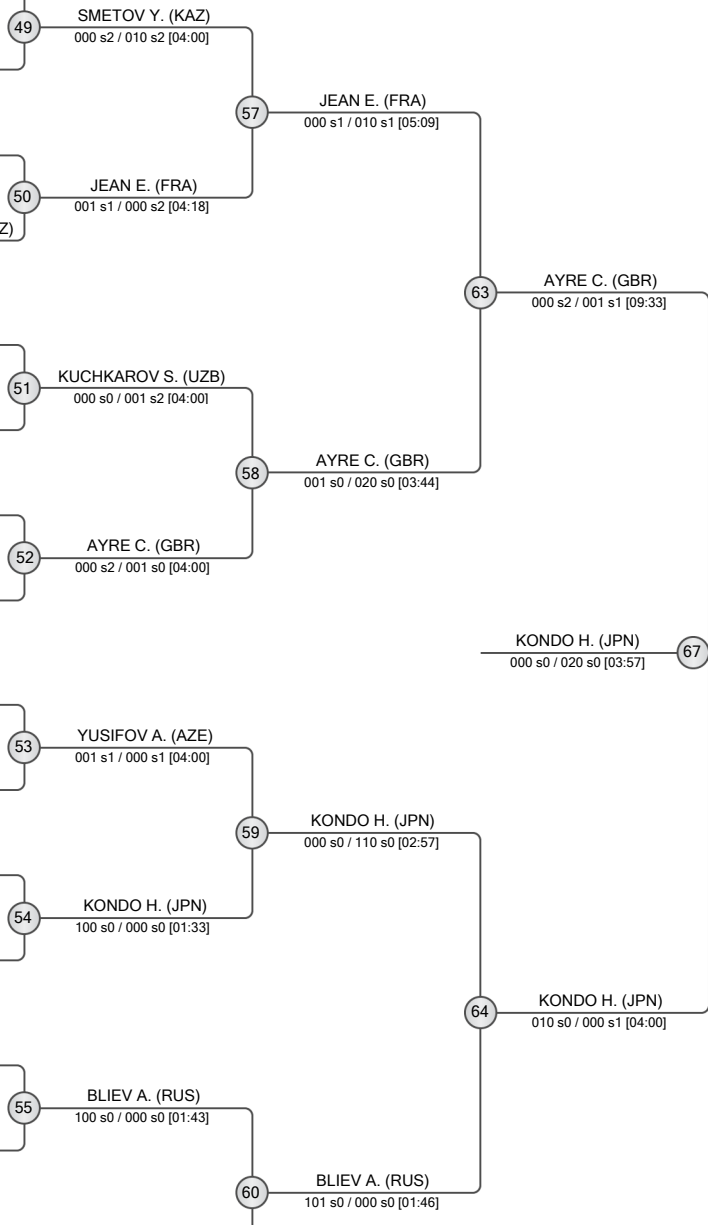 SMETOV Y. (KAZ)
49
000 s2 / 010 s2 [04:00]
JEAN E. (FRA)
57
000 s1 / 010 s1 [05:09]
JEAN E. (FRA)
50
001 s1 / 000 s2 [04:18]
Z)
AYRE C. (GBR)
63
000 s2 / 001 s1 [09:33]
KUCHKAROV S. (UZB)
51
000 s0 / 001 s2 [04:00]
AYRE C. (GBR)
58
001 s0 / 020 s0 [03:44]
AYRE C. (GBR)
52
000 s2 / 001 s0 [04:00]
KONDO H. (JPN)
67
000 s0 / 020 s0 [03:57]
YUSIFOV A. (AZE)
53
001 s1 / 000 s1 [04:00]
KONDO H. (JPN)
59
000 s0 / 110 s0 [02:57]
KONDO H. (JPN)
54
100 s0 / 000 s0 [01:33]
KONDO H. (JPN)
64
010 s0 / 000 s1 [04:00]
BLIEV A. (RUS)
55
100 s0 / 000 s0 [01:43]
BLIEV A. (RUS)
60
101 s0 / 000 s0 [01:46]